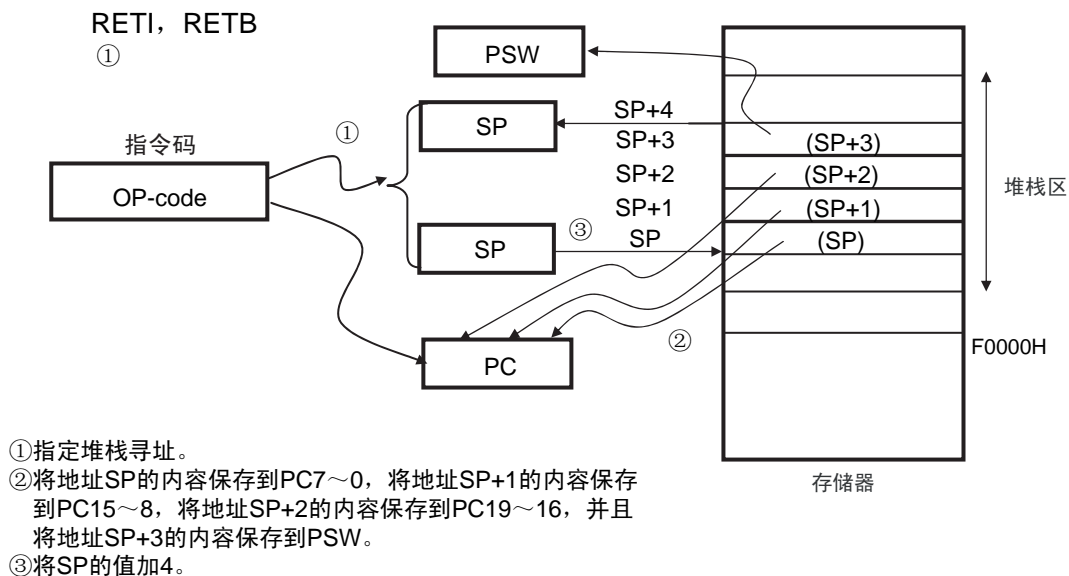 RETI，RETB
①
PSW
SP+4
SP
①
SP+3
(SP+3)
指令码
SP+2
(SP+2)
堆栈区
OP-code
SP+1
(SP+1)
③
SP
(SP)
SP
②
F0000H
PC
存储器
①指定堆栈寻址。
②将地址SP的内容保存到PC7～0，将地址SP+1的内容保存
到PC15～8，将地址SP+2的内容保存到PC19～16，并且
将地址SP+3的内容保存到PSW。
③将SP的值加4。